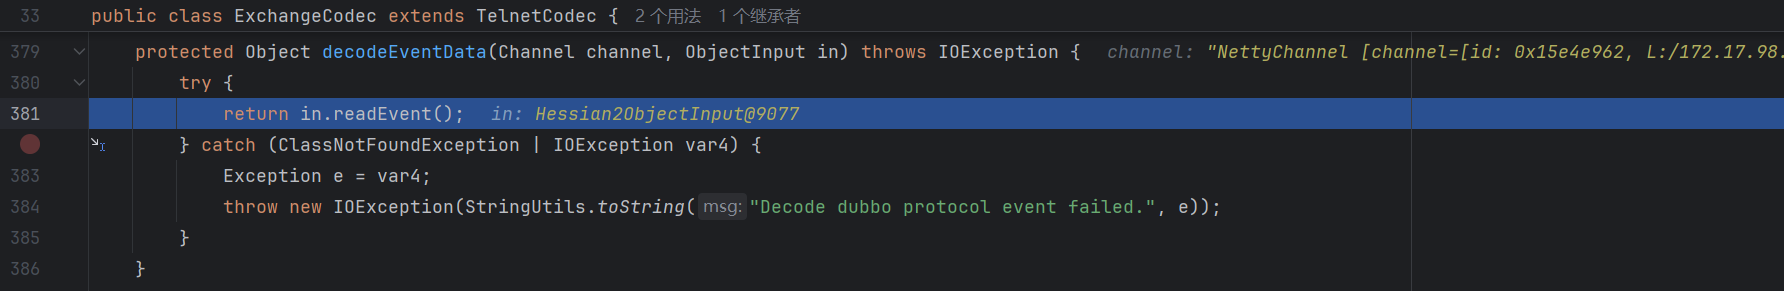 33 public class ExchangeCodec extends TelnetCodec { 2 个用法 1 个继承者
379 protected Object decodeEventData(Channel channel, ObjectInput in) throws IOException { channel: "NettyChannel [channel=[id: 0x15e4e962, L:/172.17.98.
380 try {
381 return in.readEvent(); in: Hessian2ObjectInput@9077
} catch (ClassNotFoundException | IOException var4) {
383 Exception e = var4;
384 throw new IOException(StringUtils.toString( msg: "Decode dubbo protocol event failed.", e));
385 }
386 }